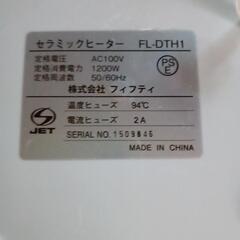 セラミックヒーター FL-DTH1
定格電圧 AC100V
定格消費電力 1200W
定格周波数 50/60Hz
PSE
株式会社 フィフティ
温度ヒューズ 94℃
電流ヒューズ 2A
JET
SERIAL NO. 1509846
MADE IN CHINA